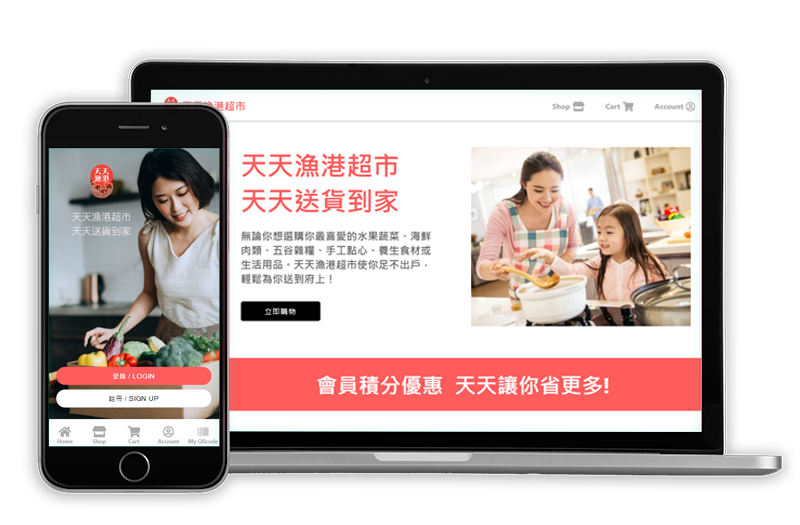 天天漁港超市
Shop
Cart
Account
天天漁港超市
天天送貨到家
無論你想選購你最喜愛的水果蔬菜、海鮮
肉類、五谷雜糧、手工點心、養生食材或
生活用品。天天漁港超市使你足不出戶，
輕鬆為你送到府上！
立即購物
會員積分優惠 天天讓你省更多!
天天
漁港
天天漁港超市
天天送貨到家
登錄 / LOGIN
註冊 / SIGN UP
Home
Shop
Cart
Account
My QRcode